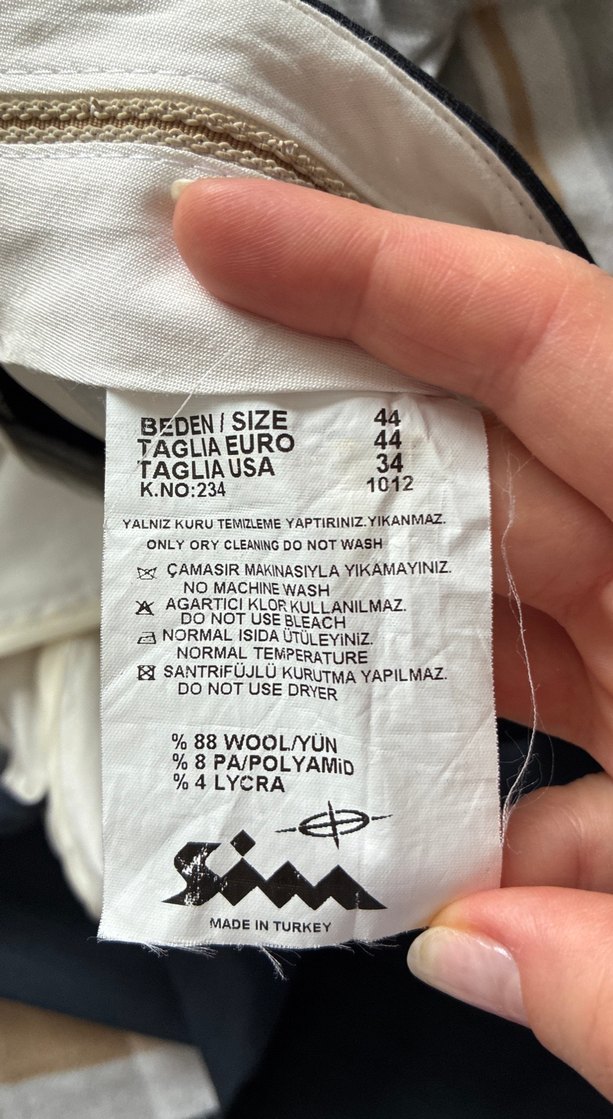 BEDEN / SIZE 44
TAGLIA EURO 44
TAGLIA USA 34
K.NO:234 1012
YALNIZ KURU TEMIZLEME YAPTIRINIZ.YIKANMAZ.
ONLY ORY CLEANING DO NOT WASH
ÇAMASIR MAKINASIYLA YIKAMAYINIZ.
NO MACHINE WASH
AGARTICI KLOR KULLANILMAZ.
DO NOT USE BLEACH
NORMAL ISIDA ÜTÜLEYINIZ.
NORMAL TEMPERATURE
SANTRiFÜJLÜ KURUTMA YAPILMAZ.
DO NOT USE DRYER
% 88 WOOL/YÜN
% 8 PA/POLYAMiD
% 4 LYCRA
Sim
MADE IN TURKEY